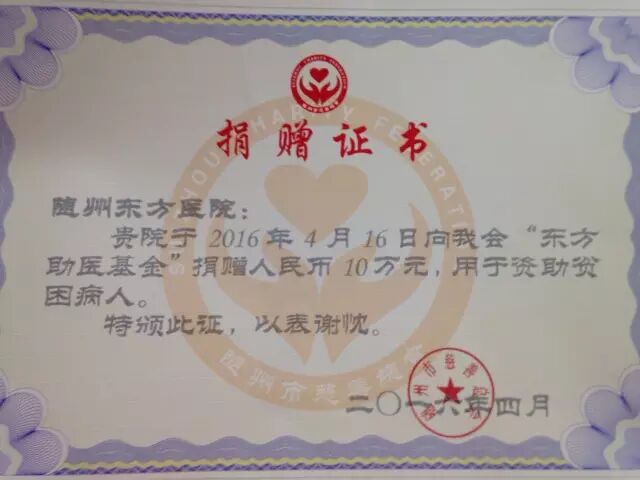 捐赠证书
随州东方医院：
贵院于 2016 年 4 月 16 日向我会“东方
助医基金”捐赠人民币 10 万元，用于资助贫
困病人。
特颁此证，以表谢忱。
二〇一六年四月